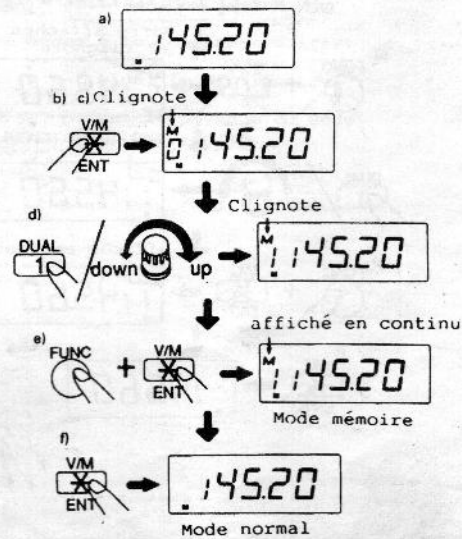 a)
145.20
b) c)Clignote
V/M
M
ENT
0 145.20
Clignote
d)
DUAL
1
down
up
M
1 145.20
affiché en continu
e)
FUNC
+
V/M
ENT
M
1 145.20
Mode mémoire
f)
V/M
ENT
145.20
Mode normal